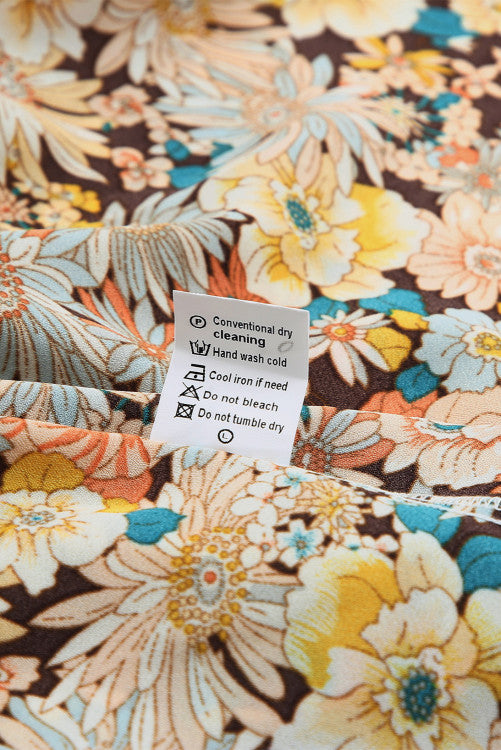 P Conventional dry
cleaning
Hand wash cold
Cool iron if need
Do not bleach
Do not tumble dry
L